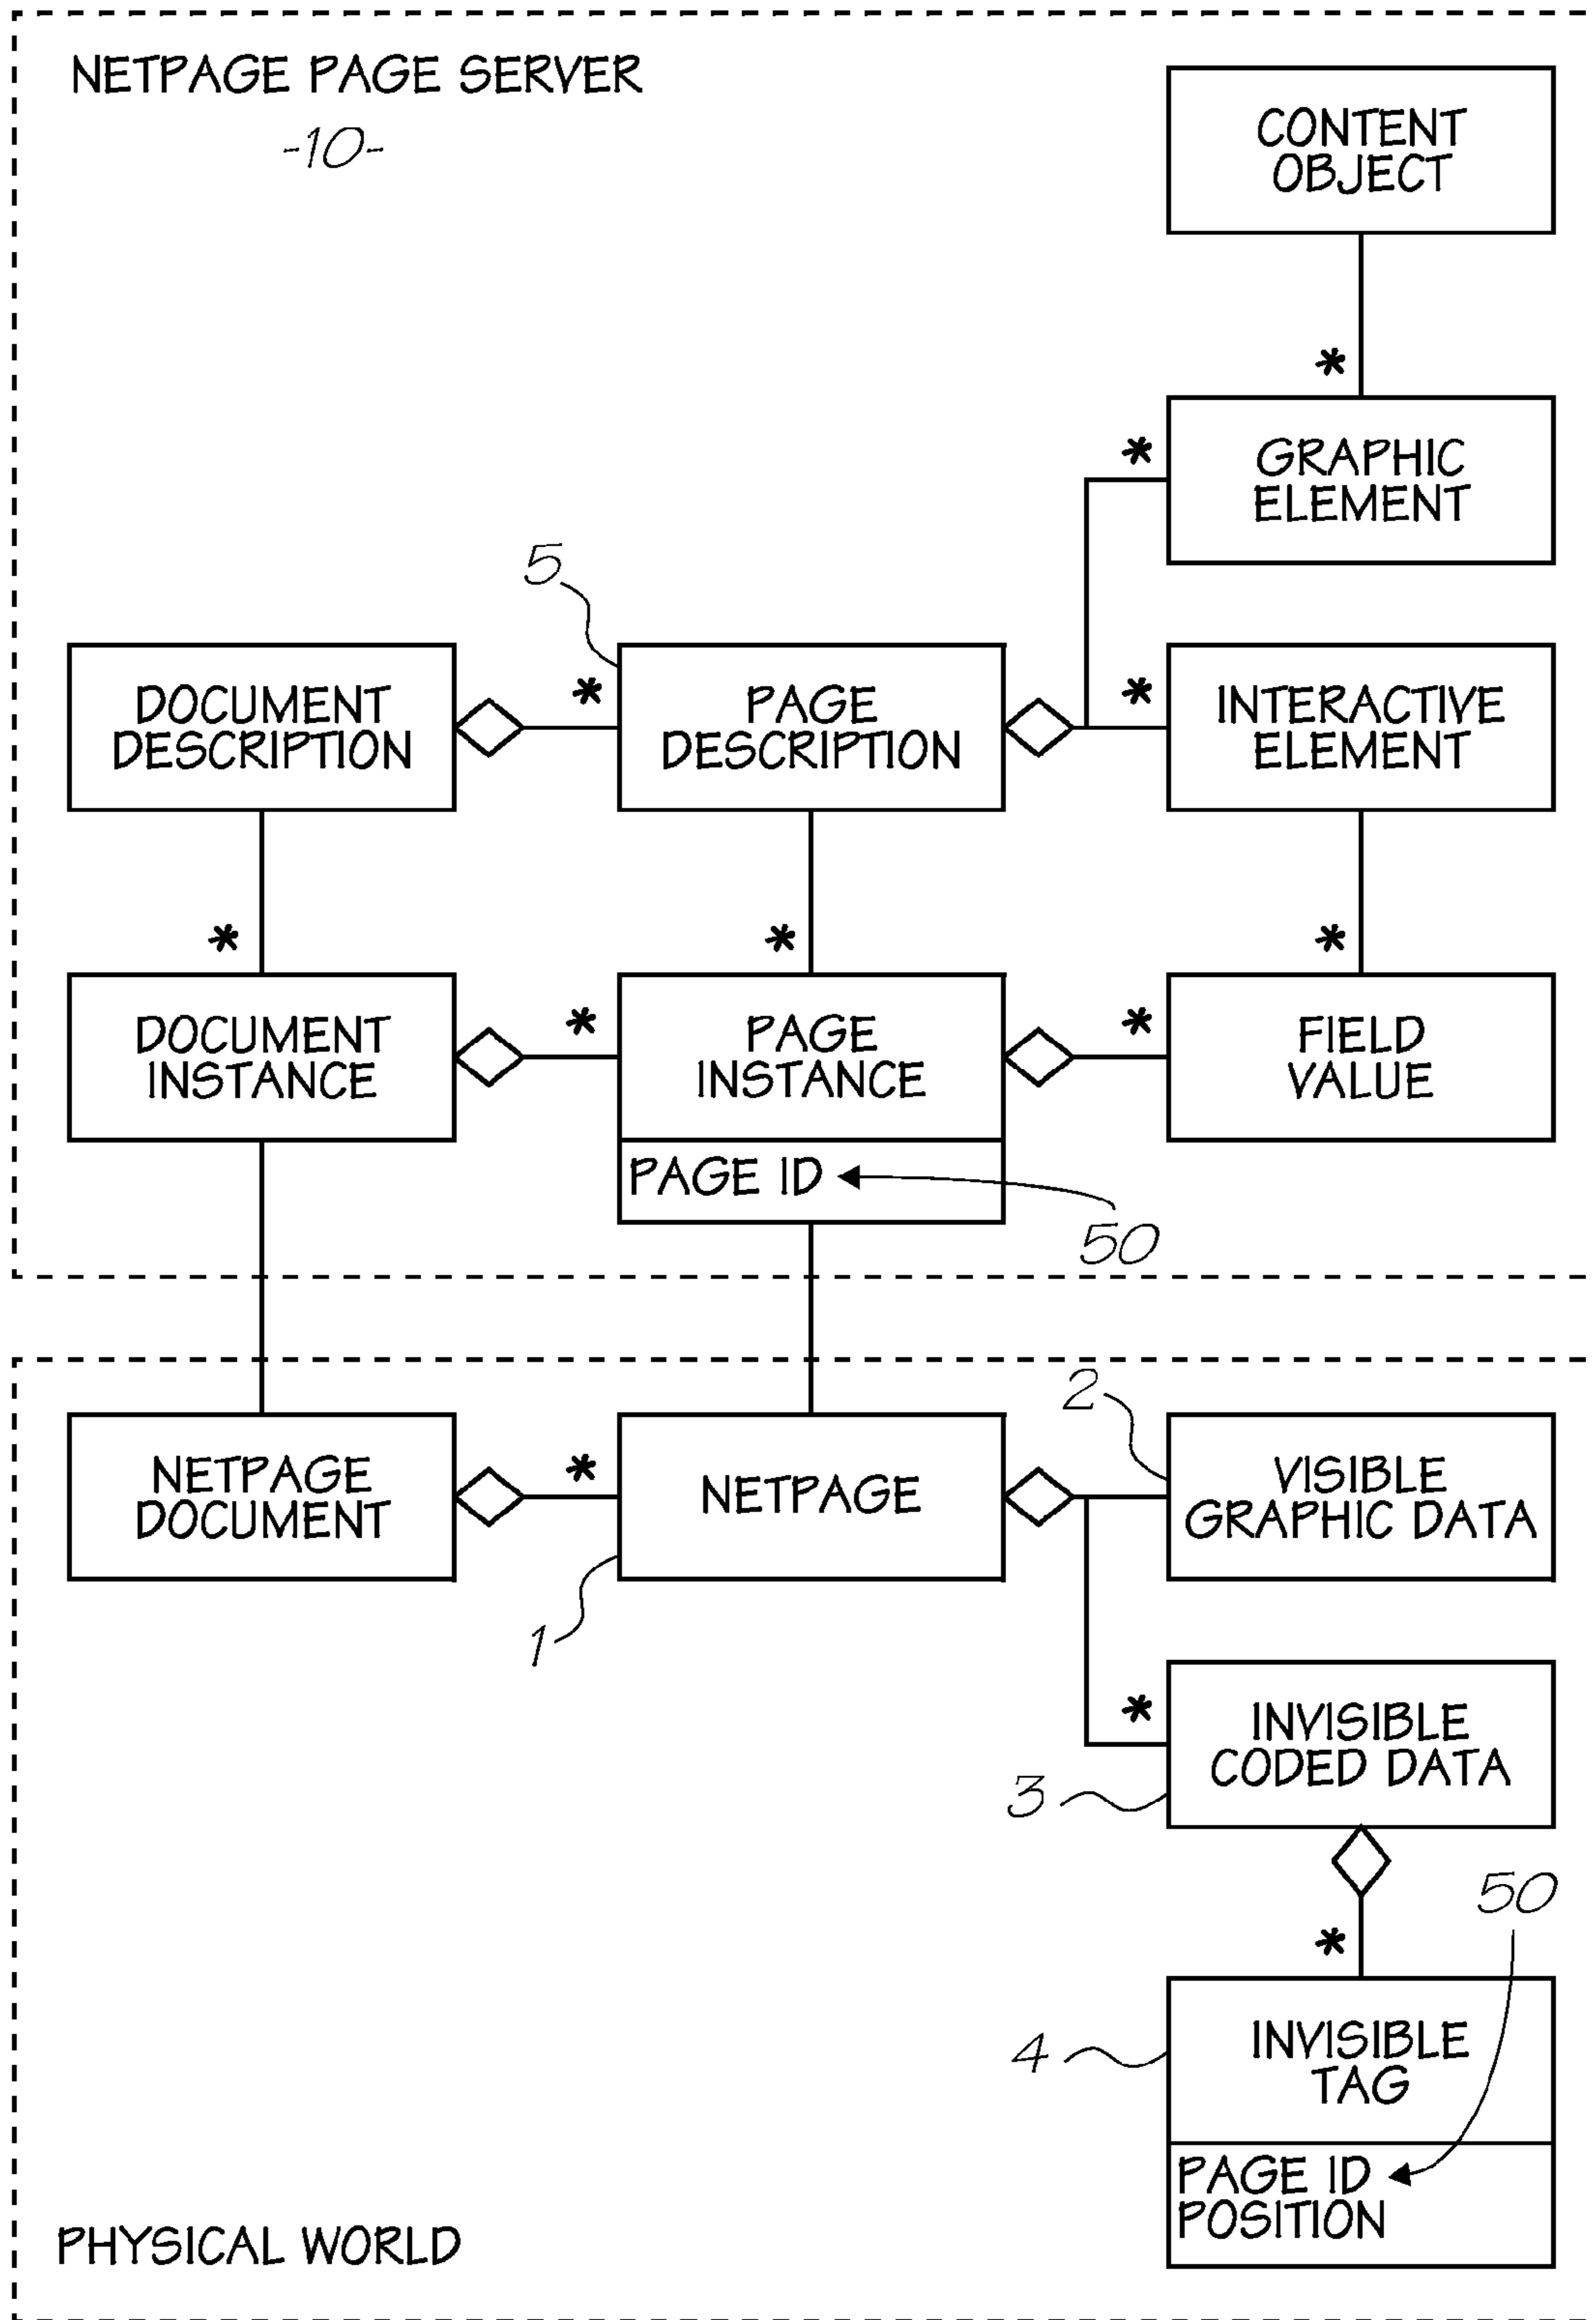 NETPAGE PAGE SERVER
-10-
CONTENT
OBJECT
*
*
GRAPHIC
ELEMENT
5
DOCUMENT
DESCRIPTION
*
PAGE
DESCRIPTION
*
INTERACTIVE
ELEMENT
*
*
*
DOCUMENT
INSTANCE
*
PAGE
INSTANCE
*
FIELD
VALUE
PAGE ID
50
2
NETPAGE
DOCUMENT
*
NETPAGE
VISIBLE
GRAPHIC DATA
1
*
INVISIBLE
CODED DATA
3
50
*
4
INVISIBLE
TAG
PAGE ID
POSITION
PHYSICAL WORLD